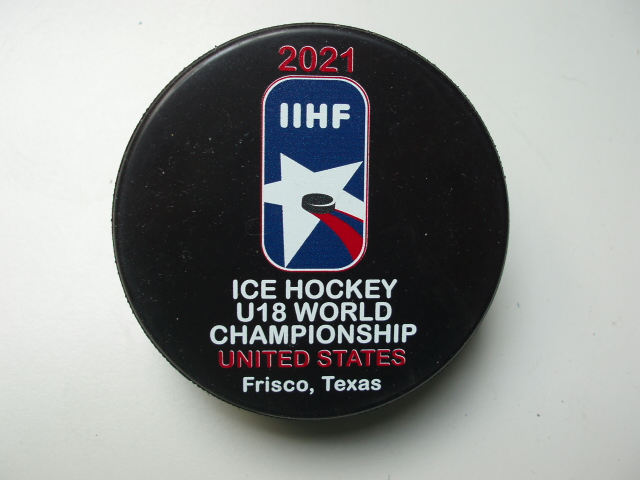 2021
IIHF
ICE HOCKEY
U18 WORLD
CHAMPIONSHIP
UNITED STATES
Frisco, Texas